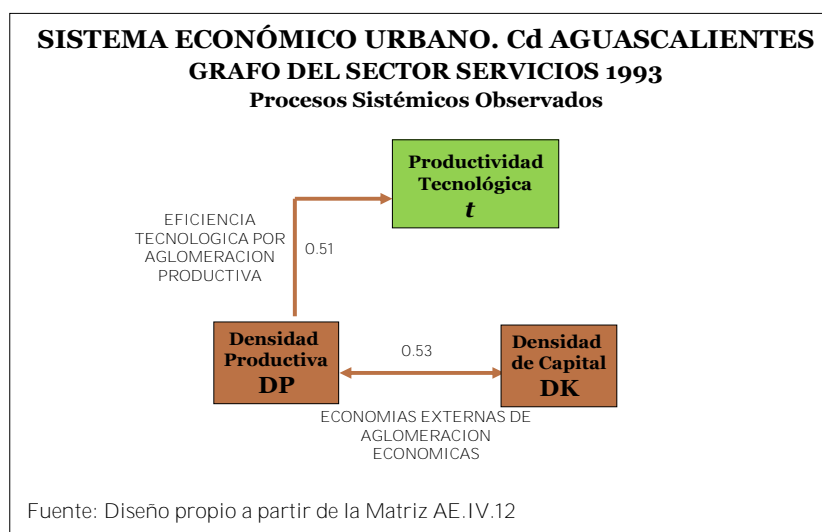 SISTEMA ECONÓMICO URBANO. Cd AGUASCALIENTES
GRAFO DEL SECTOR SERVICIOS 1993
Procesos Sistémicos Observados
Productividad
Tecnológica
t
EFICIENCIA
TECNOLOGICA POR
AGLOMERACION
PRODUCTIVA
0.51
Densidad
Productiva
DP
0.53
Densidad
de Capital
DK
ECONOMIAS EXTERNAS DE
AGLOMERACION
ECONOMICAS
Fuente: Diseño propio a partir de la Matriz AE.IV.12